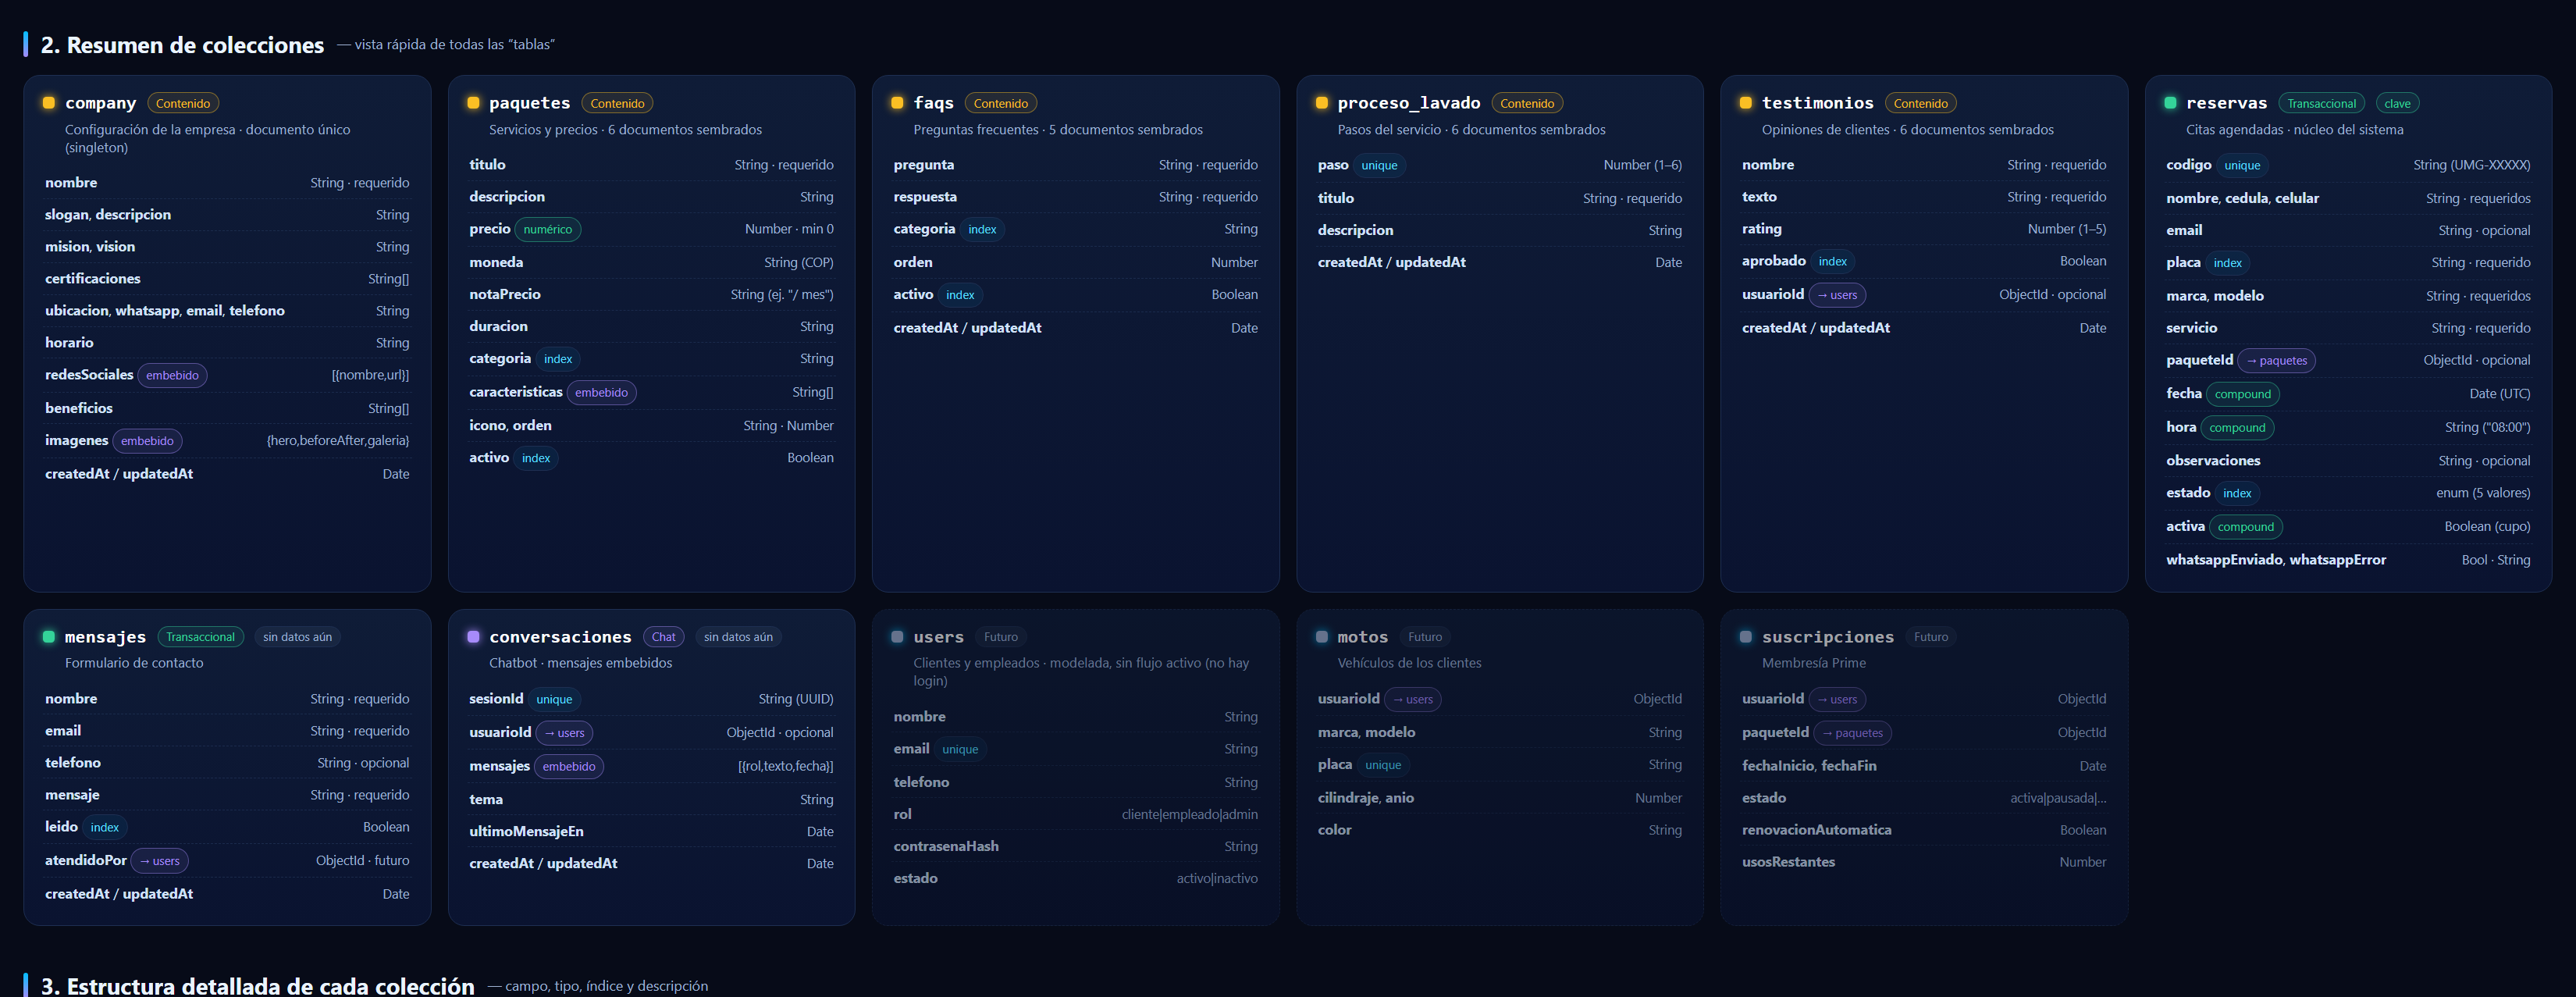 2. Resumen de colecciones — vista rápida de todas las “tablas”
company Contenido
Configuración de la empresa · documento único
(singleton)
nombre String · requerido
slogan, descripcion String
mision, vision String
certificaciones String[]
ubicacion, whatsapp, email, telefono String
horario String
redesSociales embebido [{nombre,url}]
beneficios String[]
imagenes embebido {hero,beforeAfter,galeria}
createdAt / updatedAt Date
paquetes Contenido
Servicios y precios · 6 documentos sembrados
titulo String · requerido
descripcion String
precio numérico Number · min 0
moneda String (COP)
notaPrecio String (ej. "/ mes")
duracion String
categoria index String
caracteristicas embebido String[]
icono, orden String · Number
activo index Boolean
faqs Contenido
Preguntas frecuentes · 5 documentos sembrados
pregunta String · requerido
respuesta String · requerido
categoria index String
orden Number
activo index Boolean
createdAt / updatedAt Date
proceso_lavado Contenido
Pasos del servicio · 6 documentos sembrados
paso unique Number (1–6)
titulo String · requerido
descripcion String
createdAt / updatedAt Date
testimonios Contenido
Opiniones de clientes · 6 documentos sembrados
nombre String · requerido
texto String · requerido
rating Number (1–5)
aprobado index Boolean
usuarioId → users ObjectId · opcional
createdAt / updatedAt Date
reservas Transaccional clave
Citas agendadas · núcleo del sistema
codigo unique String (UMG-XXXXX)
nombre, cedula, celular String · requeridos
email String · opcional
placa index String · requerido
marca, modelo String · requeridos
servicio String · requerido
paqueteId → paquetes ObjectId · opcional
fecha compound Date (UTC)
hora compound String ("08:00")
observaciones String · opcional
estado index enum (5 valores)
activa compound Boolean (cupo)
whatsappEnviado, whatsappError Bool · String
mensajes Transaccional sin datos aún
Formulario de contacto
nombre String · requerido
email String · requerido
telefono String · opcional
mensaje String · requerido
leido index Boolean
atendidoPor → users ObjectId · futuro
createdAt / updatedAt Date
conversaciones Chat sin datos aún
Chatbot · mensajes embebidos
sesionId unique String (UUID)
usuarioId → users ObjectId · opcional
mensajes embebido [{rol,texto,fecha}]
tema String
ultimoMensajeEn Date
createdAt / updatedAt Date
users Futuro
Clientes y empleados · modelada, sin flujo activo (no hay
login)
nombre String
email unique String
telefono String
rol cliente|empleado|admin
contrasenaHash String
estado activo|inactivo
motos Futuro
Vehículos de los clientes
usuarioId → users ObjectId
marca, modelo String
placa unique String
cilindraje, anio Number
color String
suscripciones Futuro
Membresía Prime
usuarioId → users ObjectId
paqueteId → paquetes ObjectId
fechaInicio, fechaFin Date
estado activa|pausada|...
renovacionAutomatica Boolean
usosRestantes Number
3. Estructura detallada de cada colección — campo, tipo, índice y descripción